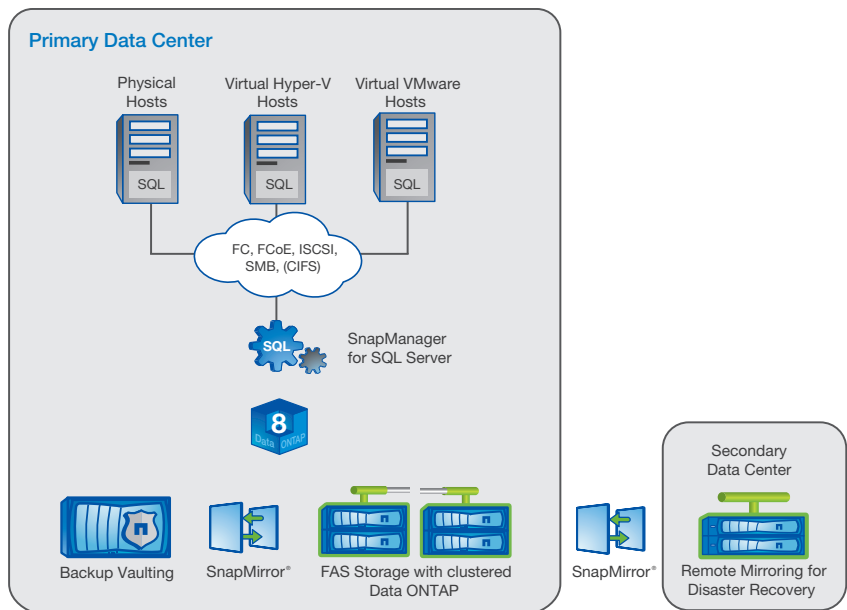 Primary Data Center
Physical
Hosts
Virtual Hyper-V
Hosts
Virtual VMware
Hosts
SQL
SQL
SQL
FC, FCoE, ISCSI,
SMB, (CIFS)
SQL
SnapManager
for SQL Server
8
Data ONTAP
Backup Vaulting
SnapMirror®
FAS Storage with clustered
Data ONTAP
SnapMirror®
Secondary
Data Center
Remote Mirroring for
Disaster Recovery